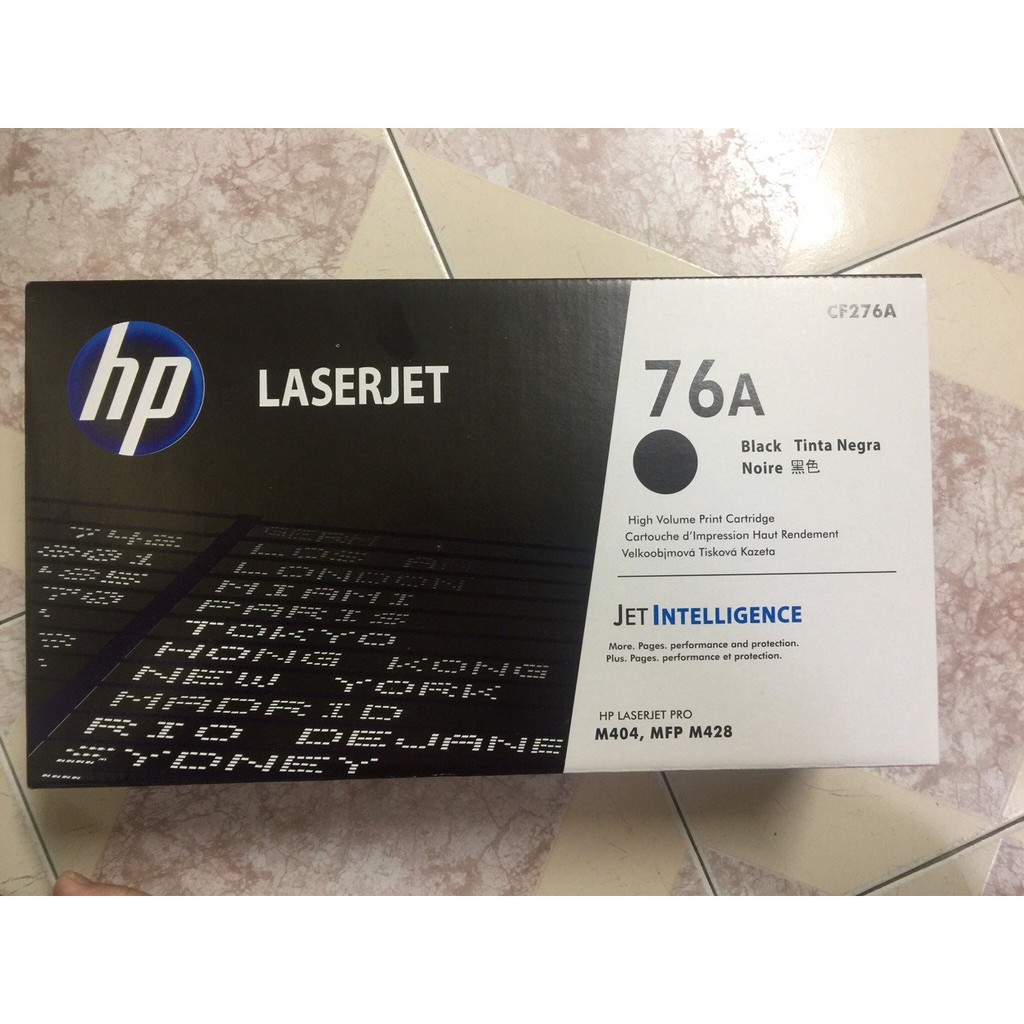 CF276A
hp
LASERJET
76A
Black Tinta Negra
Noire 黑色
High Volume Print Cartridge
Cartouche d'Impression Haut Rendement
Velkoobjmová Tisková Kazeta
JET INTELLIGENCE
More. Pages. performance and protection.
Plus. Pages. performance et protection.
HP LASERJET PRO
M404, MFP M428
LONDON
MIAMI
PARIS
TOKYO
HONG KONG
NEW YORK
MADRID
RIO DEJANE
SYDNEY